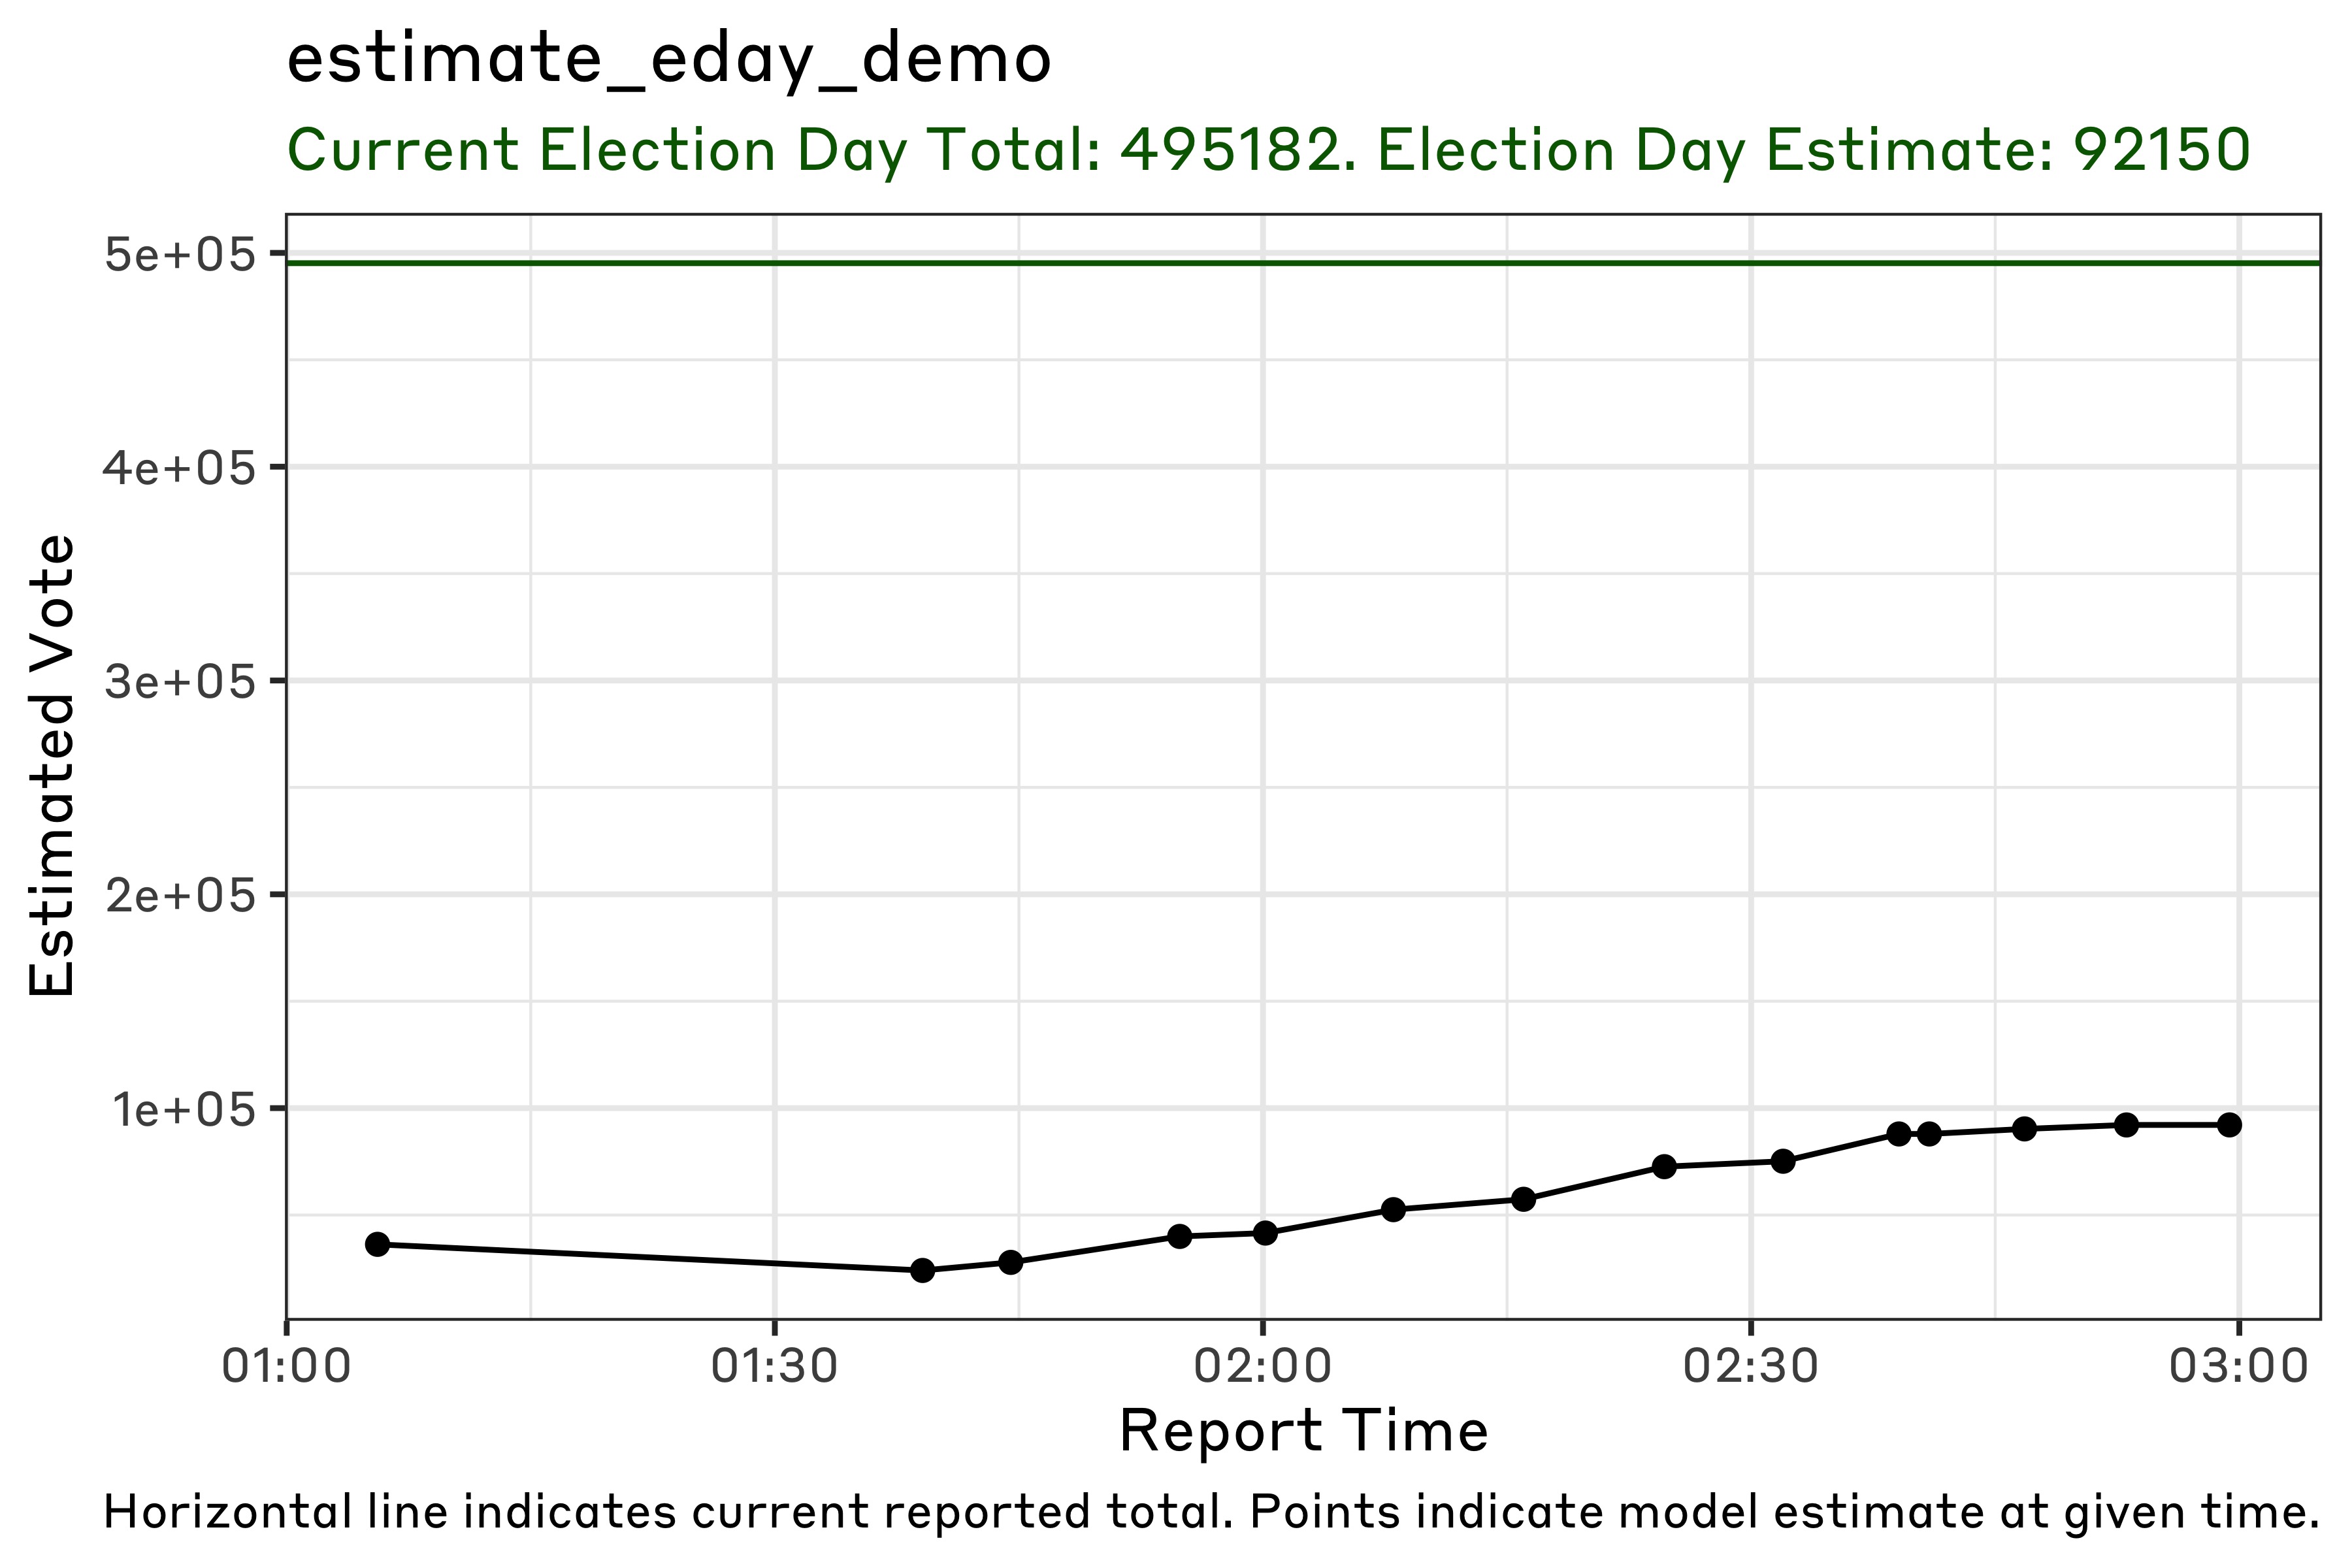 estimate_eday_demo
Current Election Day Total: 495182. Election Day Estimate: 92150
5e+05
4e+05
3e+05
2e+05
1e+05
Estimated Vote
01:00 01:30 02:00 02:30 03:00
Report Time
Horizontal line indicates current reported total. Points indicate model estimate at given time.